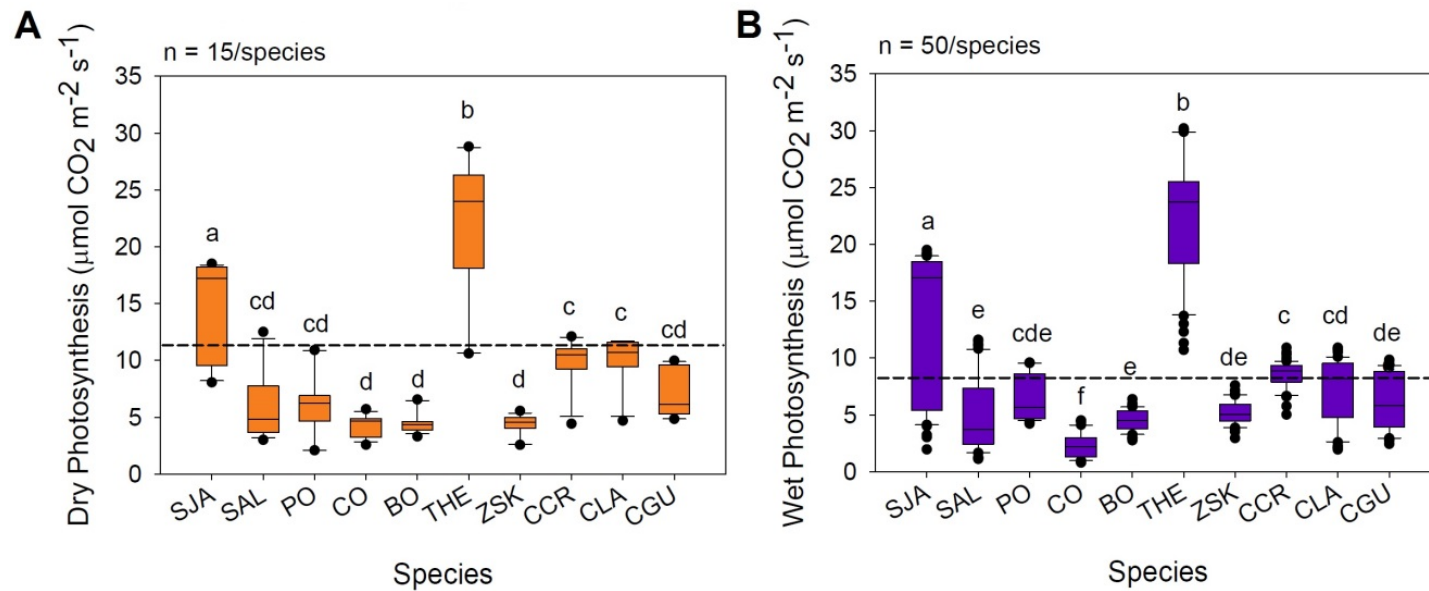 A
n = 15/species
Dry Photosynthesis (μmol CO₂ m⁻² s⁻¹)
35
30
25
20
15
10
5
0
a
cd
cd
d
d
b
d
c
c
cd
SJA
SAL
PO
CO
BO
THE
ZSK
CCR
CLA
CGU
Species
B
n = 50/species
Wet Photosynthesis (μmol CO₂ m⁻² s⁻¹)
35
30
25
20
15
10
5
0
a
e
cde
f
e
b
de
c
cd
de
SJA
SAL
PO
CO
BO
THE
ZSK
CCR
CLA
CGU
Species